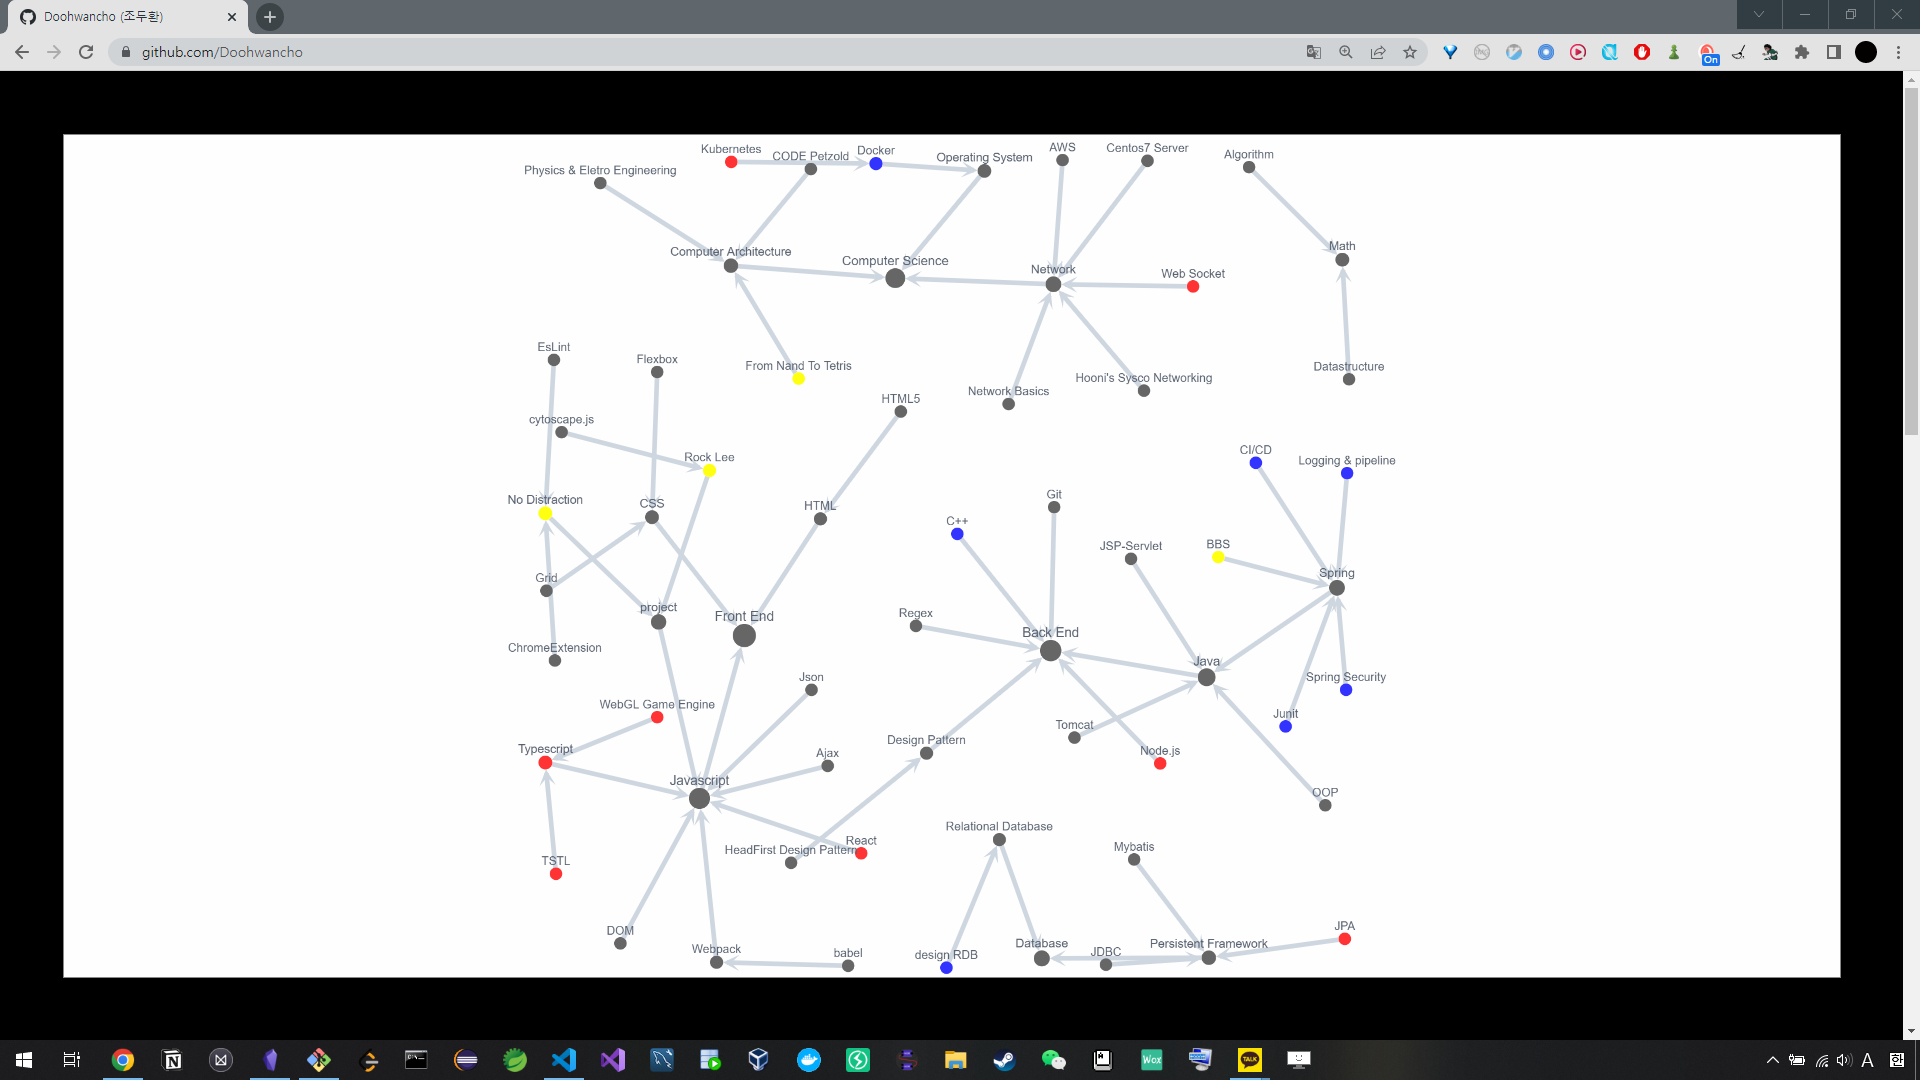 Doohwancho (조두환)
github.com/Doohwancho
On
Kubernetes
CODE Petzold
Docker
Operating System
AWS
Centos7 Server
Algorithm
Physics & Eletro Engineering
Computer Architecture
Computer Science
Network
Web Socket
Math
EsLint
Flexbox
From Nand To Tetris
Network Basics
Hooni's Sysco Networking
Datastructure
HTML5
cytoscape.js
Rock Lee
CI/CD
Logging & pipeline
No Distraction
CSS
HTML
Git
C++
JSP-Servlet
BBS
Spring
Grid
project
Front End
Regex
Back End
ChromeExtension
Json
Java
Spring Security
WebGL Game Engine
Junit
Typescript
Ajax
Design Pattern
Tomcat
Node.js
Javascript
OOP
Relational Database
HeadFirst Design Pattern
React
Mybatis
TSTL
DOM
Webpack
babel
design RDB
Database
JDBC
Persistent Framework
JPA
Wox
TALK
A